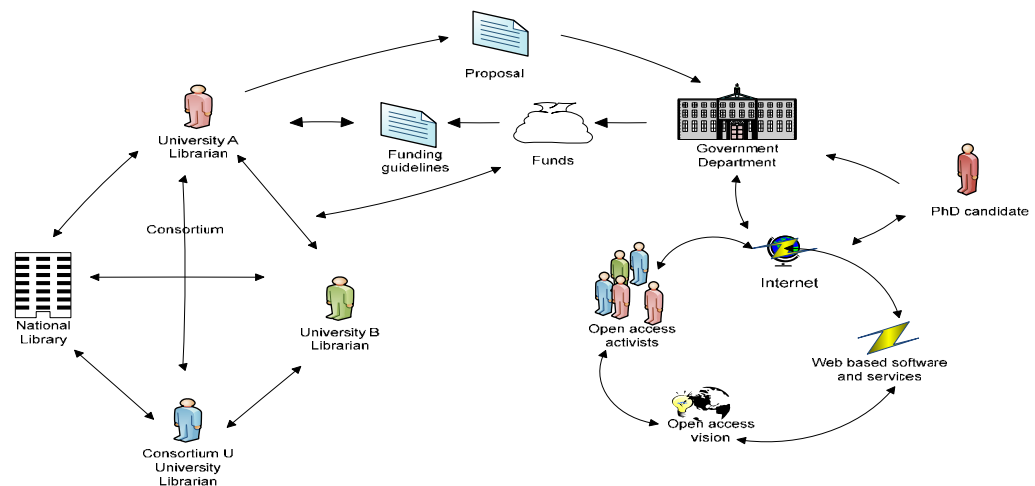 Proposal
University A
Librarian
Funding
guidelines
Funds
Government
Department
PhD candidate
Consortium
Internet
National
Library
University B
Librarian
Open access
activists
Web based software
and services
Open access
vision
Consortium U
University
Librarian